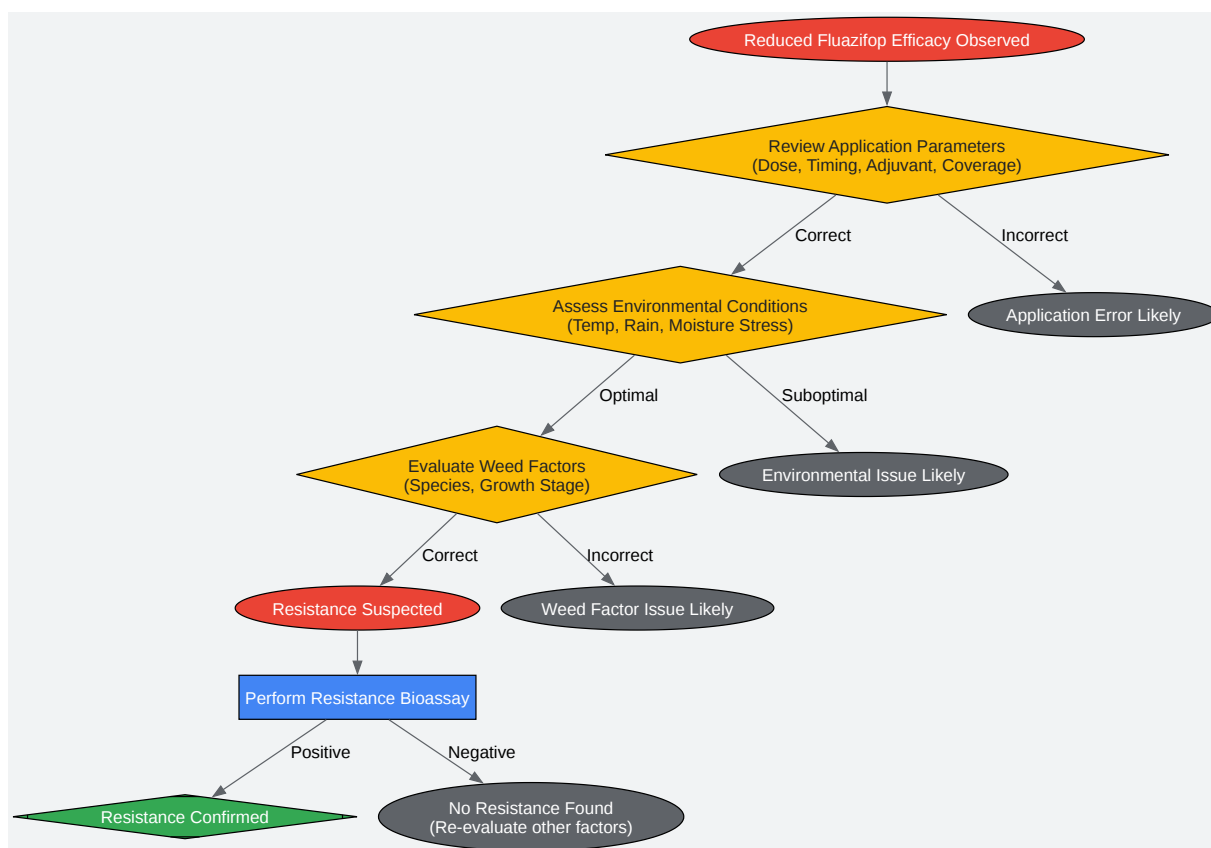 Reduced Fluazifop Efficacy Observed
Review Application Parameters
(Dose, Timing, Adjuvant, Coverage)
Correct
Incorrect
Assess Environmental Conditions
(Temp, Rain, Moisture Stress)
Application Error Likely
Optimal
Suboptimal
Evaluate Weed Factors
(Species, Growth Stage)
Environmental Issue Likely
Correct
Incorrect
Resistance Suspected
Weed Factor Issue Likely
Perform Resistance Bioassay
Positive
Negative
Resistance Confirmed
No Resistance Found
(Re-evaluate other factors)